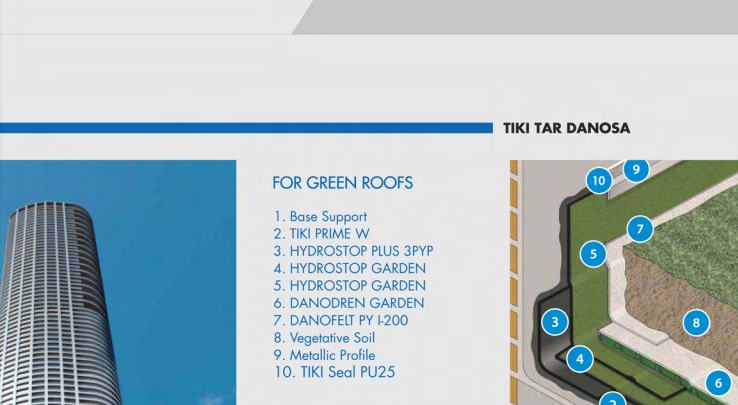 TIKI TAR DANOSA
FOR GREEN ROOFS
1. Base Support
2. TIKI PRIME W
3. HYDROSTOP PLUS 3PYP
4. HYDROSTOP GARDEN
5. HYDROSTOP GARDEN
6. DANODREN GARDEN
7. DANOFELT PY I-200
8. Vegetative Soil
9. Metallic Profile
10. TIKI Seal PU25
9
10
7
5
3
8
4
6
2